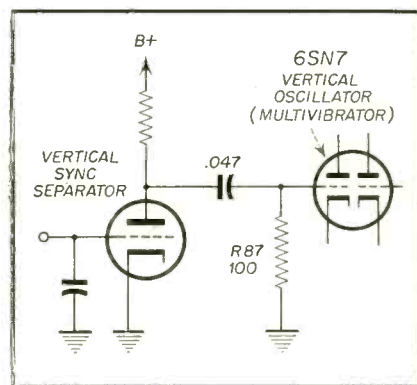 B+
6SN7
VERTICAL
OSCILLATOR
(MULTIVIBRATOR)
VERTICAL
SYNC
SEPARATOR
.047
R87
100